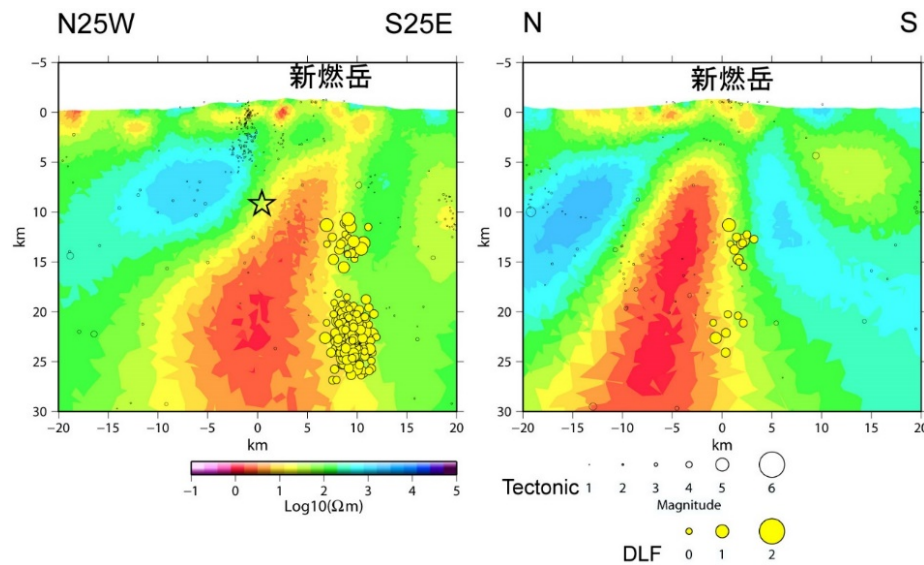 N25W S25E N S
新燃岳 新燃岳
-5 -5
0 0
5 5
10 10
15 15
20 20
25 25
30 30
km km
-20 -15 -10 -5 0 5 10 15 20 -20 -15 -10 -5 0 5 10 15 20
km km
-1 0 1 2 3 4 5
Log10(Ωm)
Tectonic 1 2 3 4 5 6
Magnitude
DLF 0 1 2